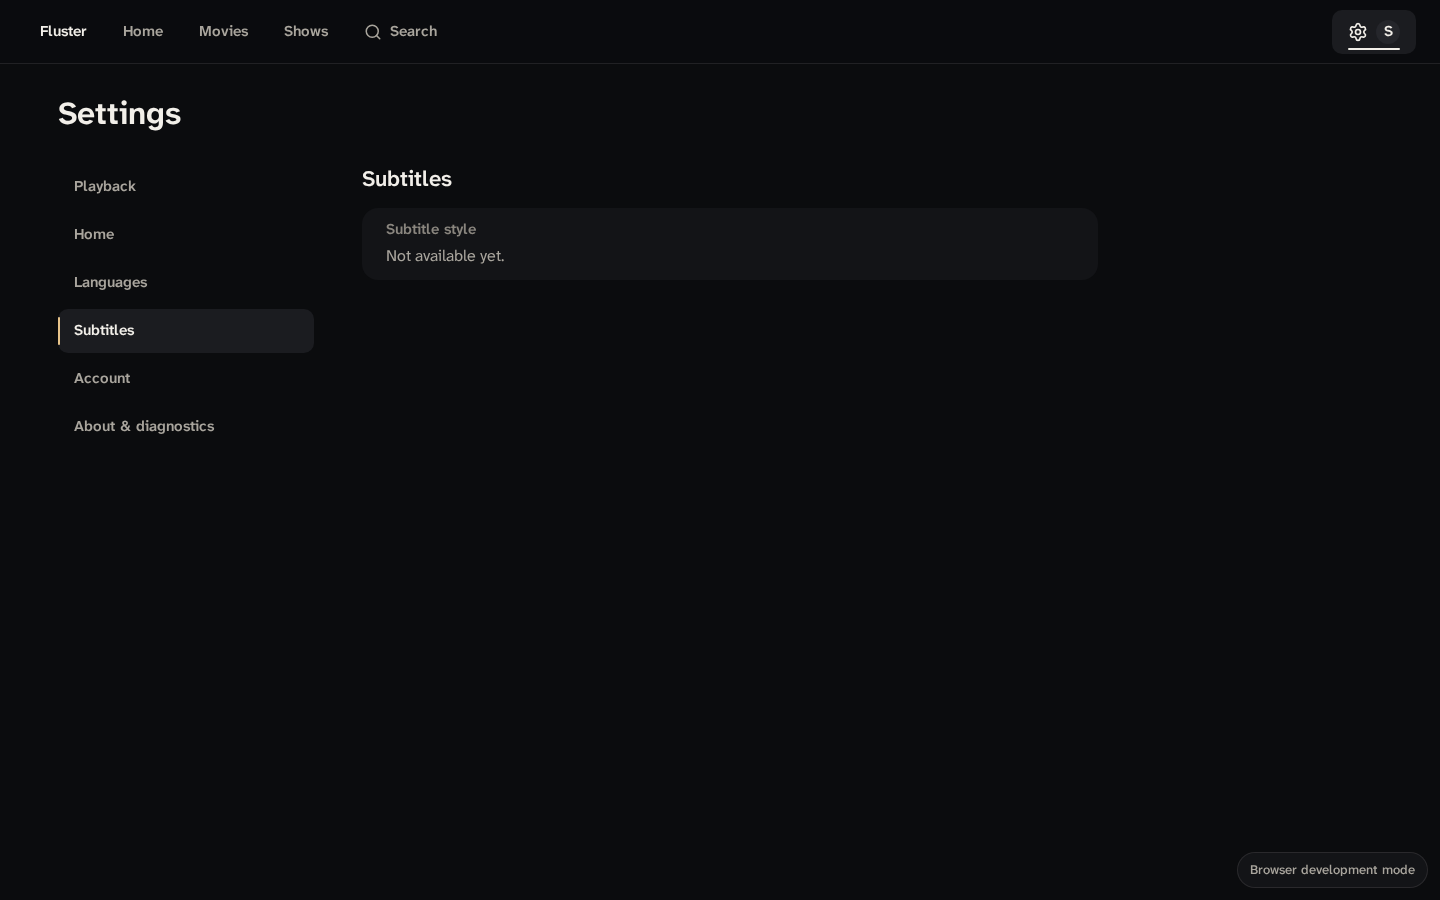 Fluster Home Movies Shows Search S
Settings
Playback
Home
Languages
Subtitles
Account
About & diagnostics
Subtitles
Subtitle style
Not available yet.
Browser development mode